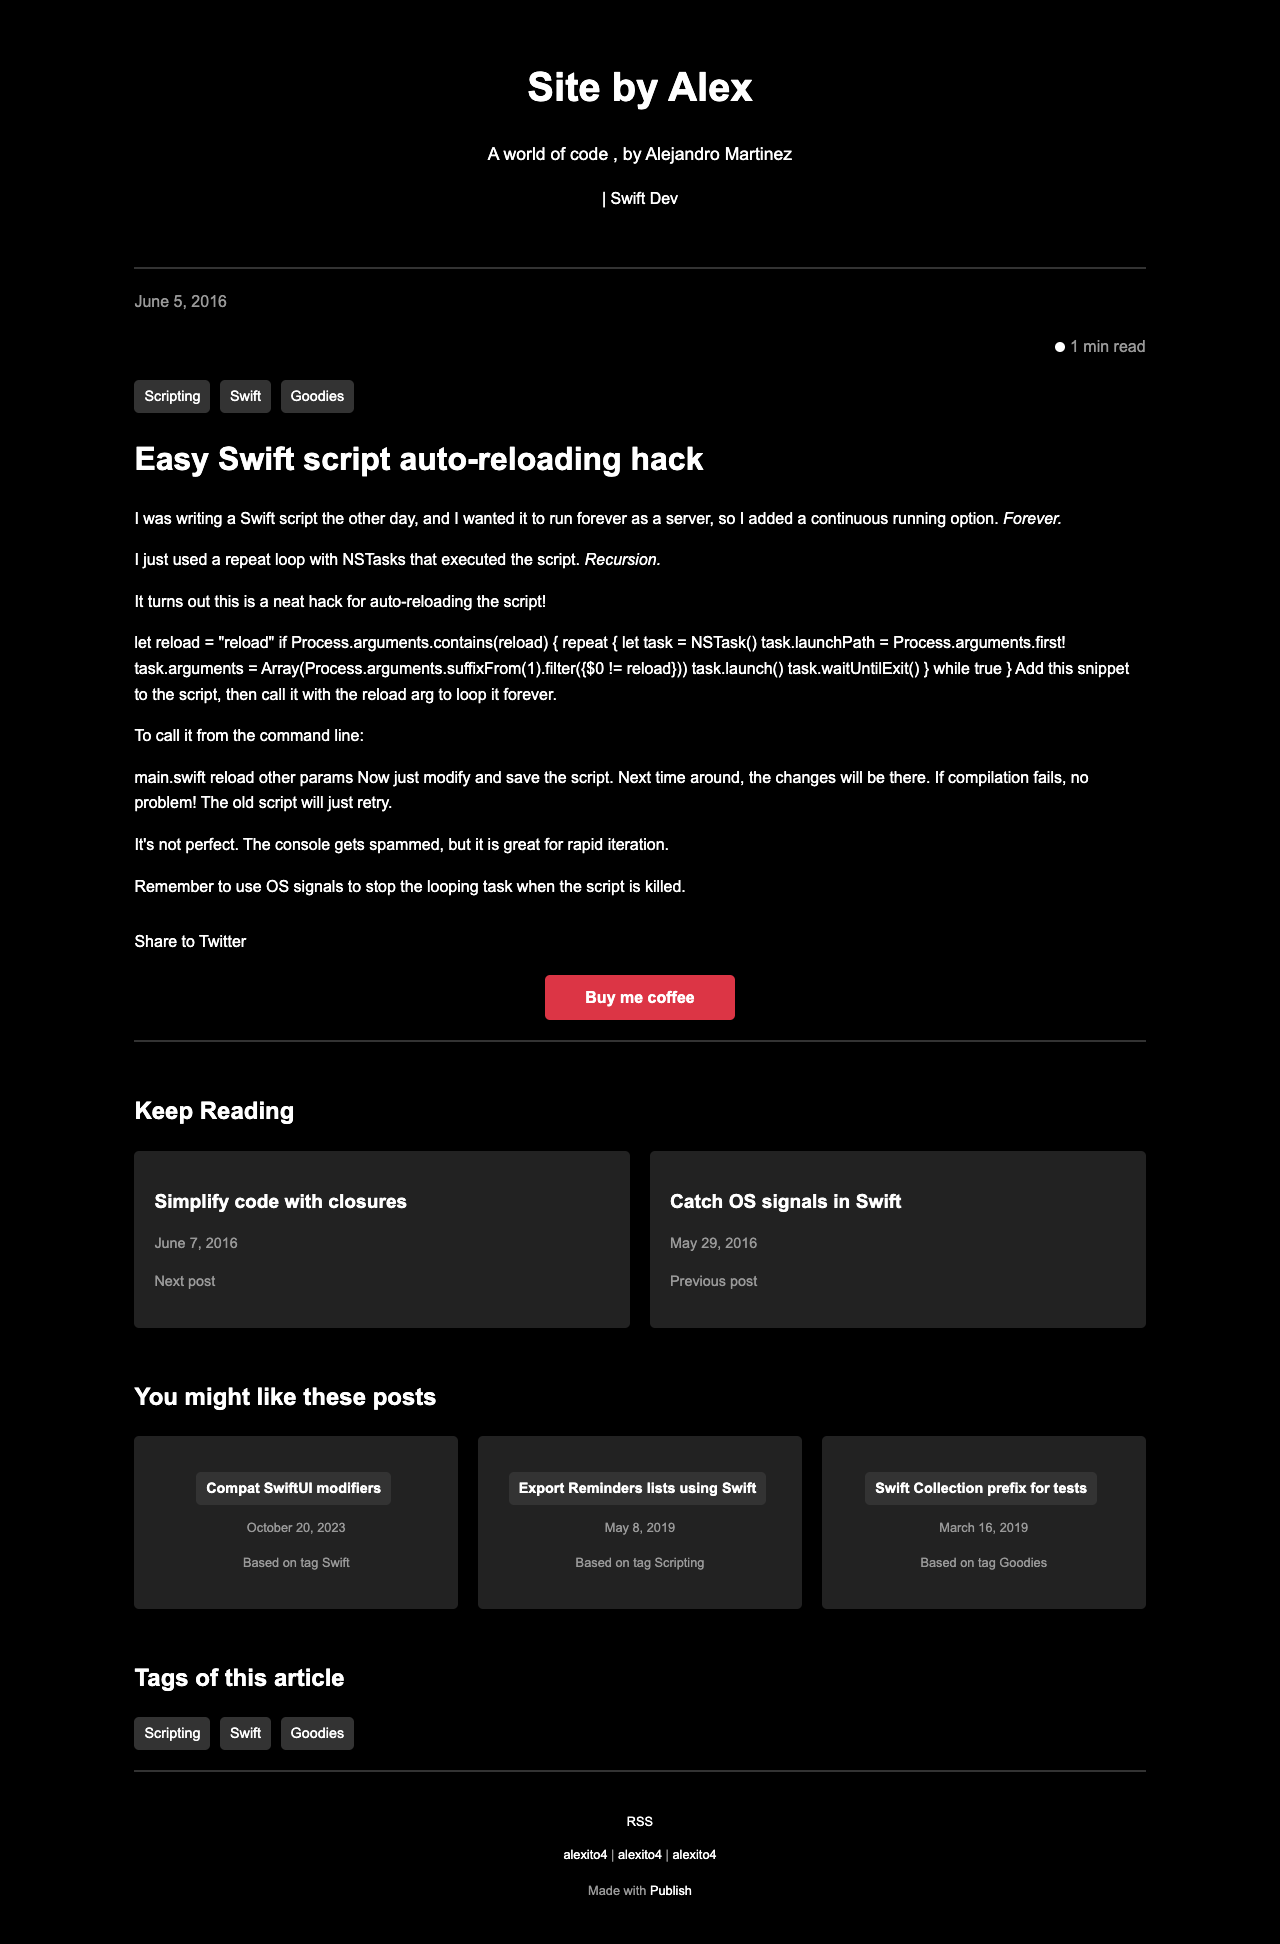 Site by Alex
A world of code , by Alejandro Martinez
| Swift Dev
June 5, 2016
1 min read
Scripting Swift Goodies
Easy Swift script auto-reloading hack
I was writing a Swift script the other day, and I wanted it to run forever as a server, so I added a continuous running option. Forever.
I just used a repeat loop with NSTasks that executed the script. Recursion.
It turns out this is a neat hack for auto-reloading the script!
let reload = "reload" if Process.arguments.contains(reload) { repeat { let task = NSTask() task.launchPath = Process.arguments.first!
task.arguments = Array(Process.arguments.suffixFrom(1).filter({$0 != reload})) task.launch() task.waitUntilExit() } while true } Add this snippet
to the script, then call it with the reload arg to loop it forever.
To call it from the command line:
main.swift reload other params Now just modify and save the script. Next time around, the changes will be there. If compilation fails, no
problem! The old script will just retry.
It's not perfect. The console gets spammed, but it is great for rapid iteration.
Remember to use OS signals to stop the looping task when the script is killed.
Share to Twitter
Buy me coffee
Keep Reading
Simplify code with closures
June 7, 2016
Next post
Catch OS signals in Swift
May 29, 2016
Previous post
You might like these posts
Compat SwiftUI modifiers
October 20, 2023
Based on tag Swift
Export Reminders lists using Swift
May 8, 2019
Based on tag Scripting
Swift Collection prefix for tests
March 16, 2019
Based on tag Goodies
Tags of this article
Scripting Swift Goodies
RSS
alexito4 | alexito4 | alexito4
Made with Publish